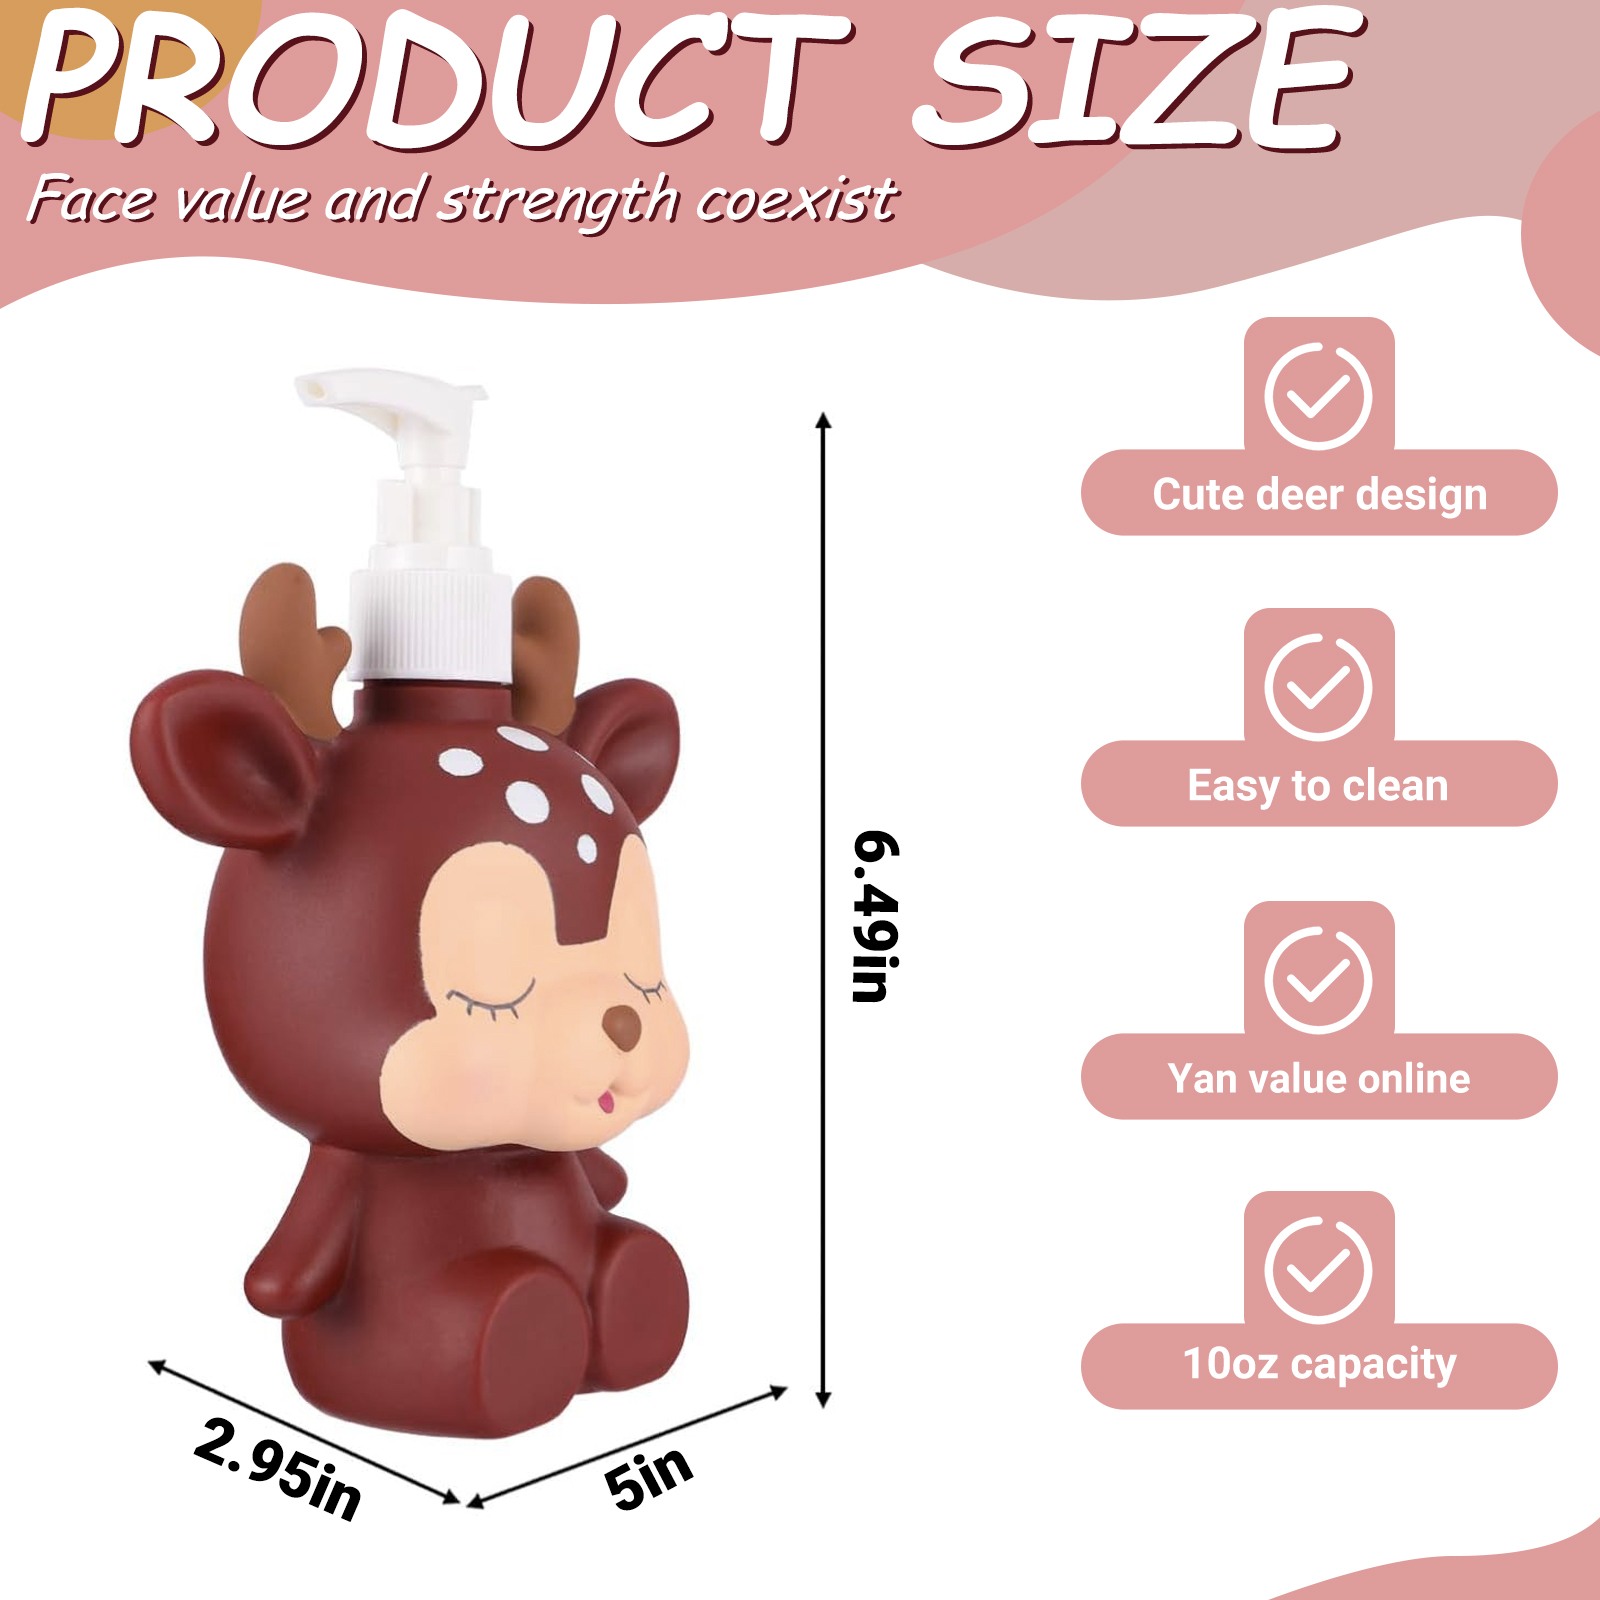 PRODUCT SIZE
Face value and strength coexist
Cute deer design
Easy to clean
6.49in
Yan value online
10oz capacity
2.95in
5in